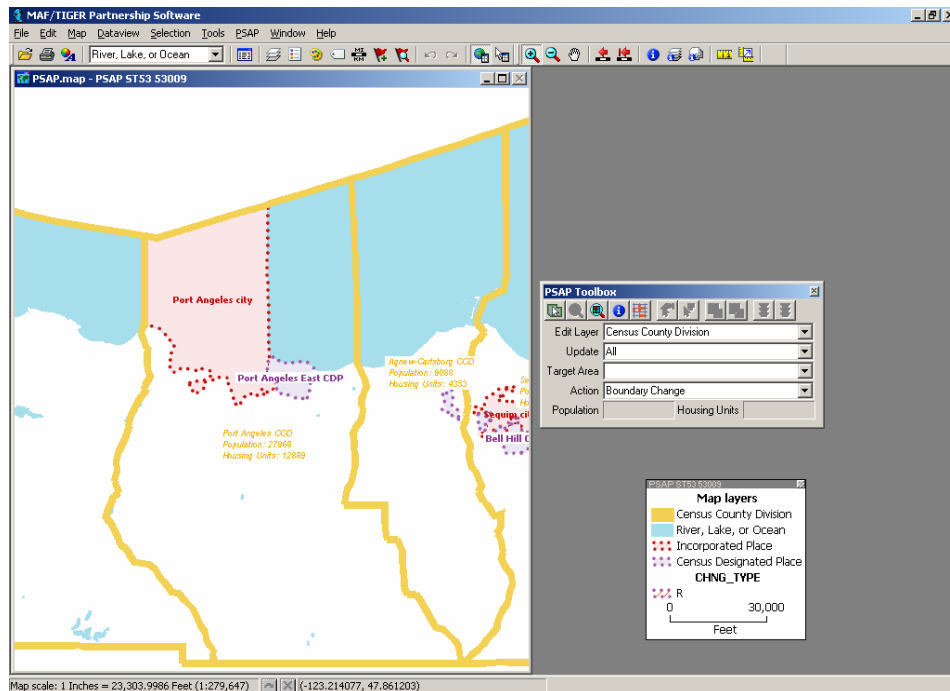 MAF/TIGER Partnership Software
File Edit Map Dataview Selection Tools PSAP Window Help
River, Lake, or Ocean
PSAP.map - PSAP ST53 53009
Port Angeles city
Port Angeles East CDP
Agnew-Carlsborg CCD
Population: 9088
Housing Units: 4353
Se
Po
Ho
Sequim ci
Bell Hill C
Port Angeles CCD
Population: 27966
Housing Units: 12869
PSAP Toolbox
Edit Layer Census County Division
Update All
Target Area
Action Boundary Change
Population Housing Units
PSAP ST53 53009
Map layers
Census County Division
River, Lake, or Ocean
Incorporated Place
Census Designated Place
CHNG_TYPE
R
0 30,000
Feet
Map scale: 1 Inches = 23,303.9986 Feet (1:279,647) (-123.214077, 47.861203)